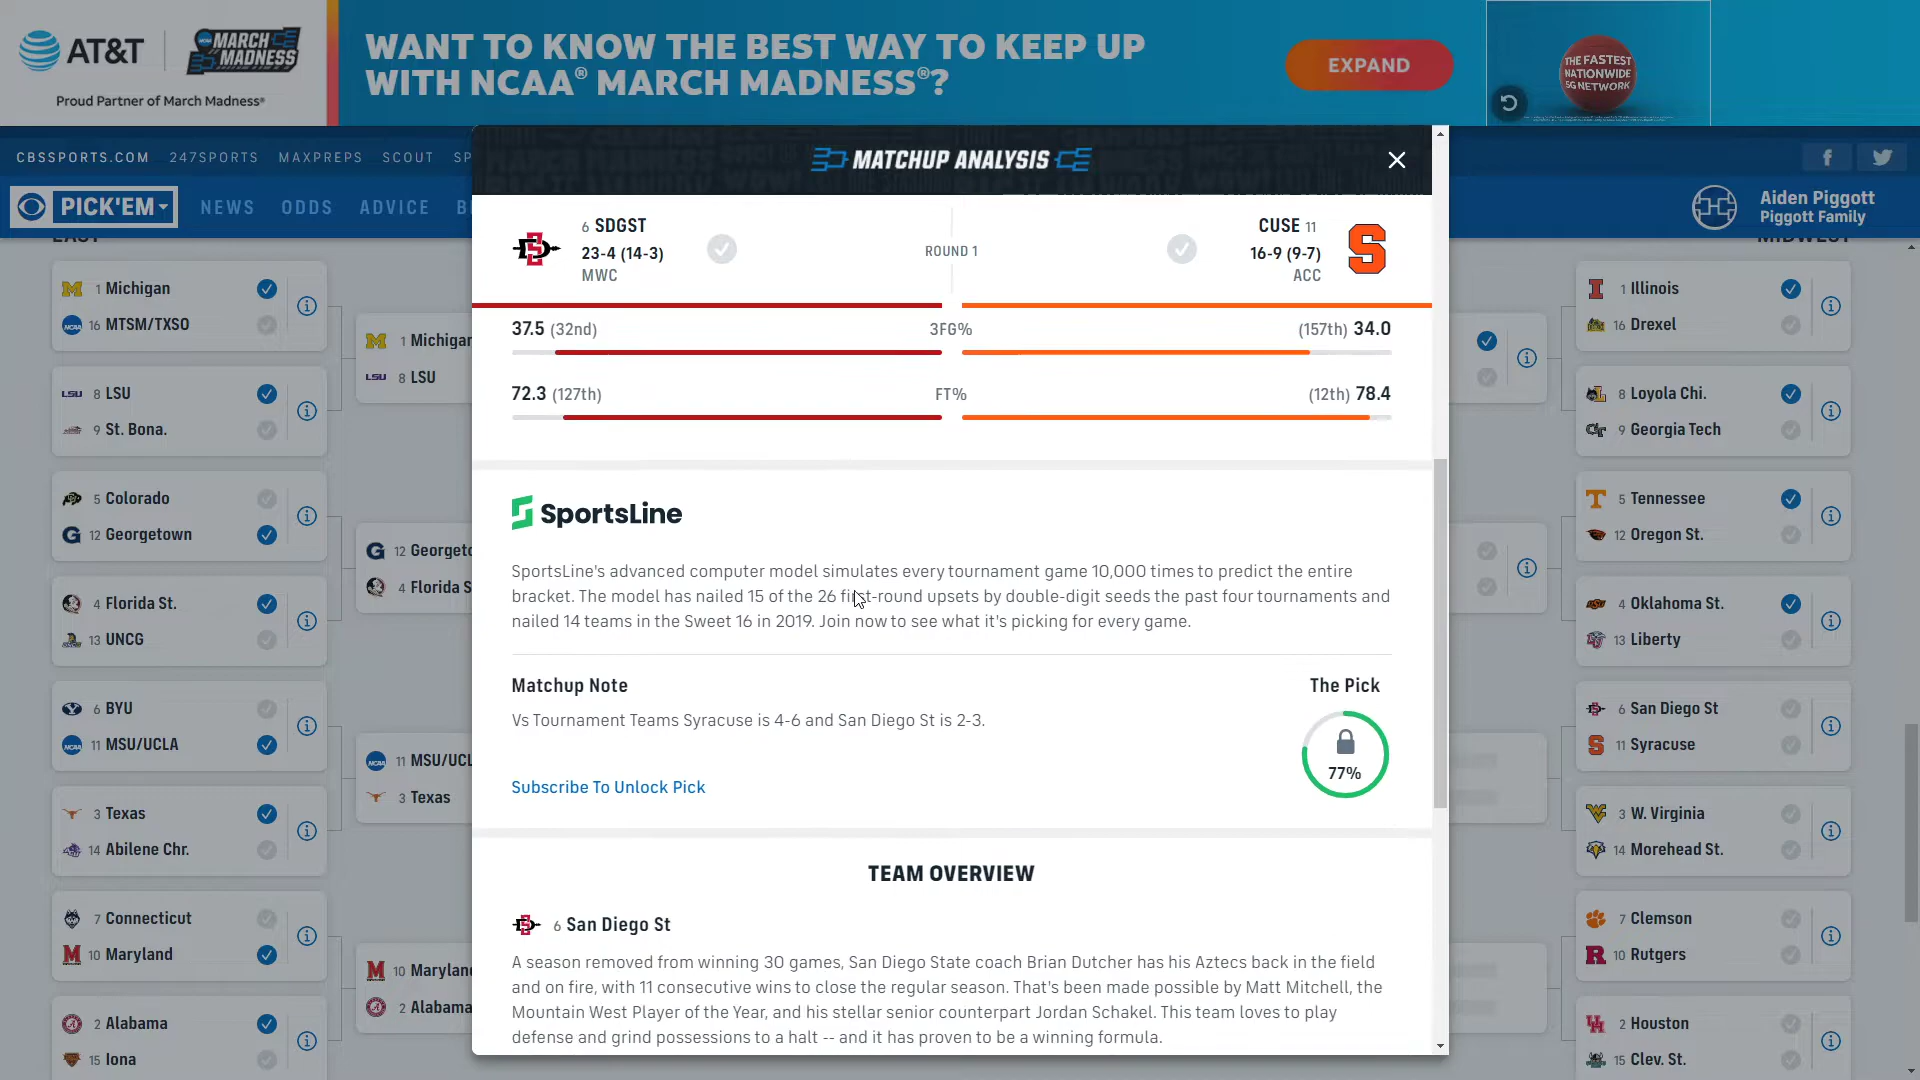 AT&T
NCAA MARCH MADNESS
Proud Partner of March Madness®
WANT TO KNOW THE BEST WAY TO KEEP UP
WITH NCAA® MARCH MADNESS®?
EXPAND
THE FASTEST
NATIONWIDE
5G NETWORK
CBSSPORTS.COM 247SPORTS MAXPREPS SCOUT SP
PICK'EM NEWS ODDS ADVICE B
Aiden Piggott
Piggott Family
MATCHUP ANALYSIS
6 SDGST
23-4 (14-3)
MWC
ROUND 1
CUSE 11
16-9 (9-7)
ACC
37.5 (32nd) 3FG% (157th) 34.0
72.3 (127th) FT% (12th) 78.4
SportsLine
SportsLine's advanced computer model simulates every tournament game 10,000 times to predict the entire
bracket. The model has nailed 15 of the 26 first-round upsets by double-digit seeds the past four tournaments and
nailed 14 teams in the Sweet 16 in 2019. Join now to see what it's picking for every game.
Matchup Note
The Pick
Vs Tournament Teams Syracuse is 4-6 and San Diego St is 2-3.
77%
Subscribe To Unlock Pick
TEAM OVERVIEW
6 San Diego St
A season removed from winning 30 games, San Diego State coach Brian Dutcher has his Aztecs back in the field
and on fire, with 11 consecutive wins to close the regular season. That's been made possible by Matt Mitchell, the
Mountain West Player of the Year, and his stellar senior counterpart Jordan Schakel. This team loves to play
defense and grind possessions to a halt -- and it has proven to be a winning formula.
EAST
1 Michigan
16 MTSM/TXSO
8 LSU
9 St. Bona.
5 Colorado
12 Georgetown
4 Florida St.
13 UNCG
6 BYU
11 MSU/UCLA
3 Texas
14 Abilene Chr.
7 Connecticut
10 Maryland
2 Alabama
15 Iona
1 Michigan
8 LSU
12 Georgeto
4 Florida S
11 MSU/UCL
3 Texas
10 Marylan
2 Alabama
MIDWEST
1 Illinois
16 Drexel
8 Loyola Chi.
9 Georgia Tech
5 Tennessee
12 Oregon St.
4 Oklahoma St.
13 Liberty
6 San Diego St
11 Syracuse
3 W. Virginia
14 Morehead St.
7 Clemson
10 Rutgers
2 Houston
15 Clev. St.